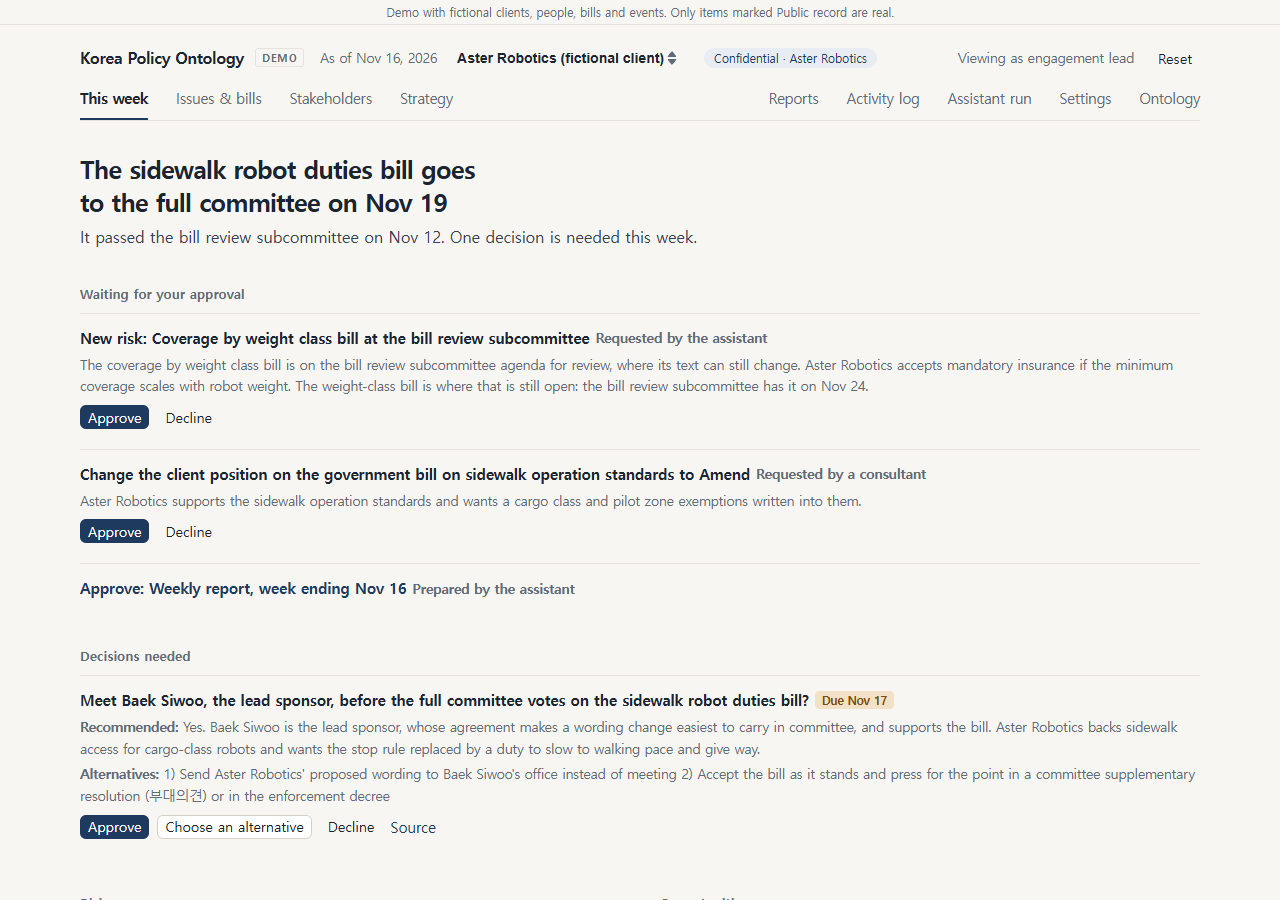 Demo with fictional clients, people, bills and events. Only items marked Public record are real.
Korea Policy Ontology DEMO As of Nov 16, 2026 Aster Robotics (fictional client) Confidential · Aster Robotics Viewing as engagement lead Reset
This week Issues & bills Stakeholders Strategy Reports Activity log Assistant run Settings Ontology
The sidewalk robot duties bill goes
to the full committee on Nov 19
It passed the bill review subcommittee on Nov 12. One decision is needed this week.
Waiting for your approval
New risk: Coverage by weight class bill at the bill review subcommittee Requested by the assistant
The coverage by weight class bill is on the bill review subcommittee agenda for review, where its text can still change. Aster Robotics accepts mandatory insurance if the minimum
coverage scales with robot weight. The weight-class bill is where that is still open: the bill review subcommittee has it on Nov 24.
Approve Decline
Change the client position on the government bill on sidewalk operation standards to Amend Requested by a consultant
Aster Robotics supports the sidewalk operation standards and wants a cargo class and pilot zone exemptions written into them.
Approve Decline
Approve: Weekly report, week ending Nov 16 Prepared by the assistant
Decisions needed
Meet Baek Siwoo, the lead sponsor, before the full committee votes on the sidewalk robot duties bill? Due Nov 17
Recommended: Yes. Baek Siwoo is the lead sponsor, whose agreement makes a wording change easiest to carry in committee, and supports the bill. Aster Robotics backs sidewalk
access for cargo-class robots and wants the stop rule replaced by a duty to slow to walking pace and give way.
Alternatives: 1) Send Aster Robotics' proposed wording to Baek Siwoo's office instead of meeting 2) Accept the bill as it stands and press for the point in a committee supplementary
resolution (부대의견) or in the enforcement decree
Approve Choose an alternative Decline Source